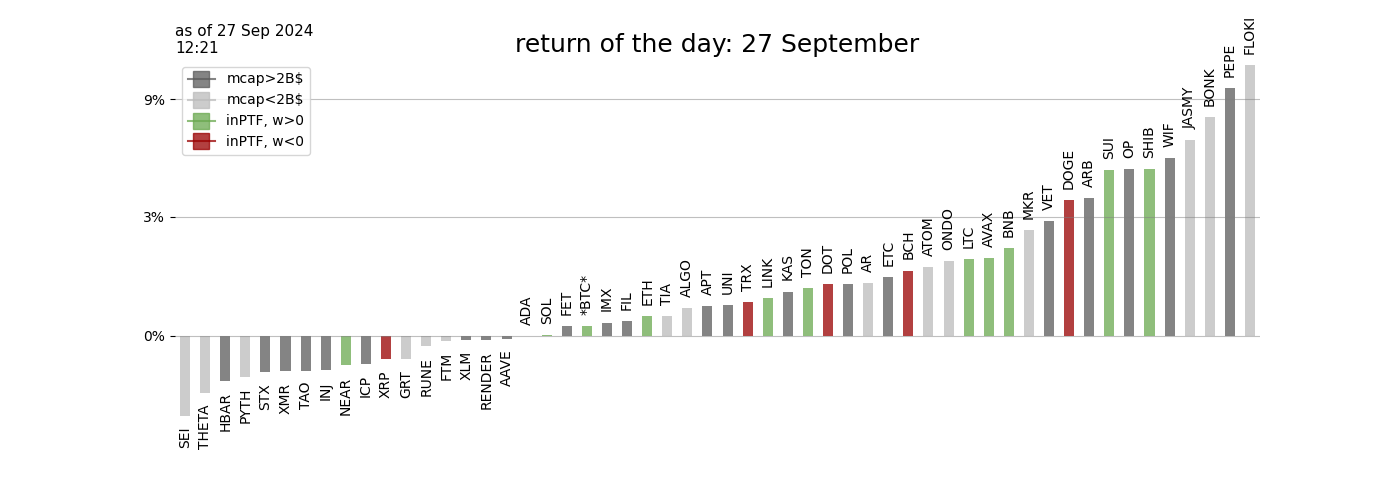 as of 27 Sep 2024
12:21
return of the day: 27 September
mcap>2B$
mcap<2B$
inPTF, w>0
inPTF, w<0
9%
3%
0%
SEI
THETA
HBAR
PYTH
STX
XMR
TAO
INJ
NEAR
ICP
XRP
GRT
RUNE
FTM
XLM
RENDER
AAVE
ADA
SOL
FET
*BTC*
IMX
FIL
ETH
TIA
ALGO
APT
UNI
TRX
LINK
KAS
TON
DOT
POL
AR
ETC
BCH
ATOM
ONDO
LTC
AVAX
BNB
MKR
VET
DOGE
ARB
SUI
OP
SHIB
WIF
JASMY
BONK
PEPE
FLOKI